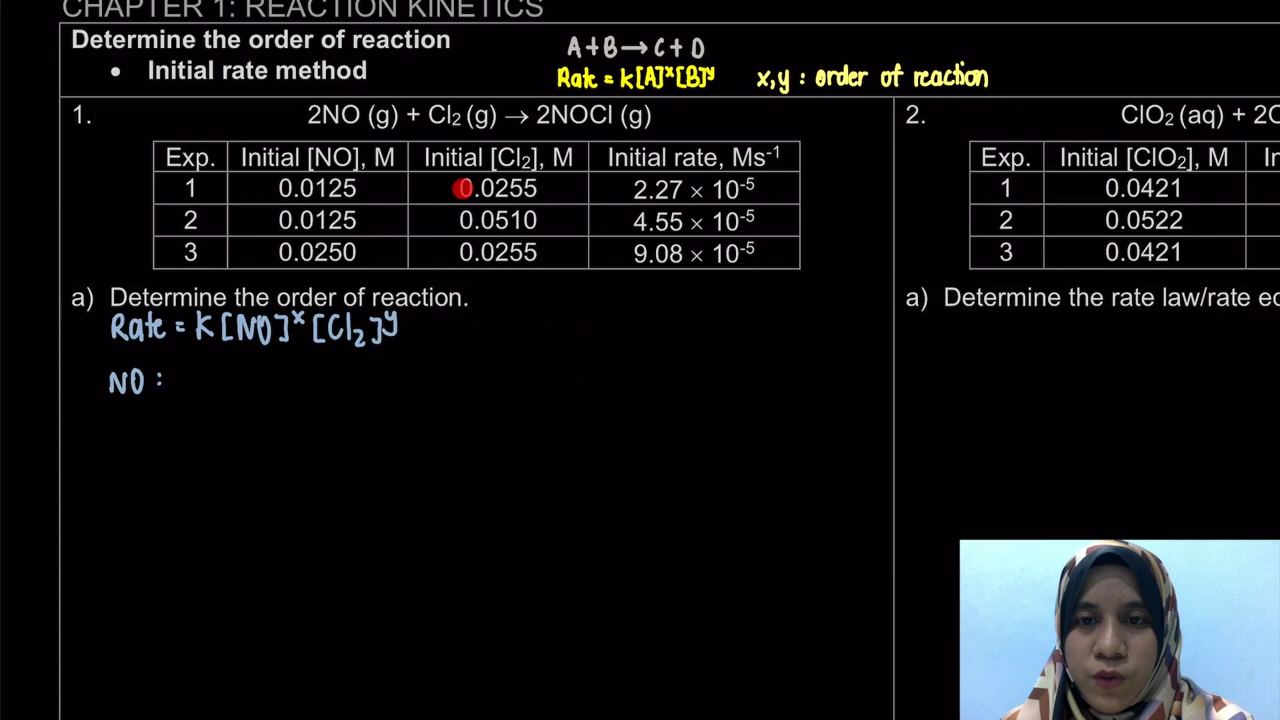 CHAPTER 1: REACTION KINETICS
Determine the order of reaction
• Initial rate method
A + B → C + D
Rate = k[A]ˣ[B]ʸ x, y : order of reaction
1. 2NO (g) + Cl₂ (g) → 2NOCl (g)
Exp. Initial [NO], M Initial [Cl₂], M Initial rate, Ms⁻¹
1 0.0125 0.0255 2.27 × 10⁻⁵
2 0.0125 0.0510 4.55 × 10⁻⁵
3 0.0250 0.0255 9.08 × 10⁻⁵
a) Determine the order of reaction.
Rate = k [NO]ˣ [Cl₂]ʸ
NO :
2. ClO₂ (aq) + 2O
Exp. Initial [ClO₂], M In
1 0.0421
2 0.0522
3 0.0421
a) Determine the rate law/rate eq